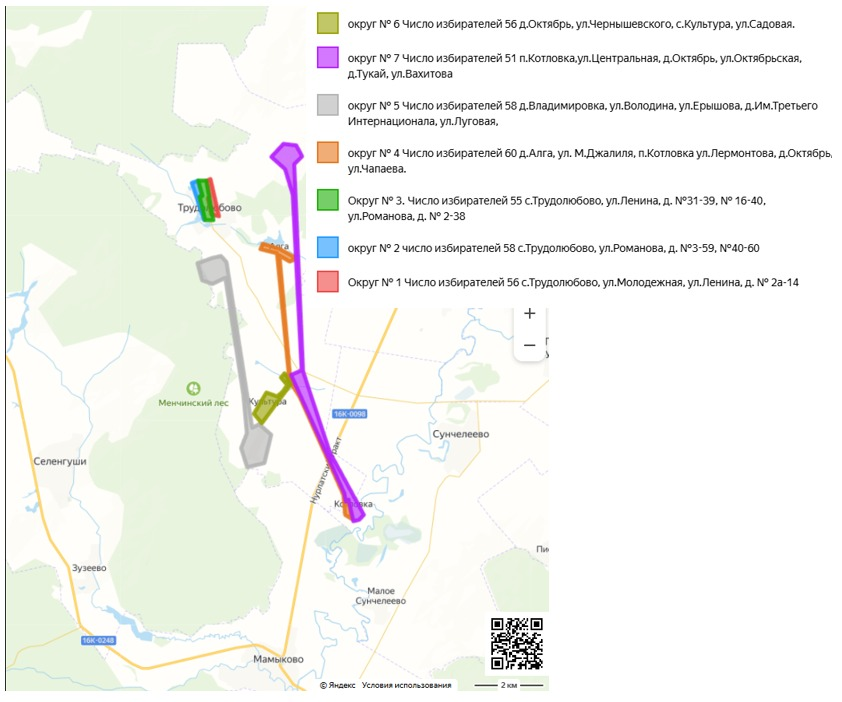 округ № 6 Число избирателей 56 д.Октябрь, ул.Чернышевского, с.Культура, ул.Садовая.
округ № 7 Число избирателей 51 п.Котловка,ул.Центральная, д.Октябрь, ул.Октябрьская,
д.Тукай, ул.Вахитова
округ № 5 Число избирателей 58 д.Владимировка, ул.Володина, ул.Ерышова, д.Им.Третьего
Интернационала, ул.Луговая,
округ № 4 Число избирателей 60 д.Алга, ул. М.Джалиля, п.Котловка ул.Лермонтова, д.Октябрь,
ул.Чапаева.
Округ № 3. Число избирателей 55 с.Трудолюбово, ул.Ленина, д. №31-39, № 16-40,
ул.Романова, д. № 2-38
округ № 2 число избирателей 58 с.Трудолюбово, ул.Романова, д. №3-59, №40-60
Округ № 1 Число избирателей 56 с.Трудолюбово, ул.Молодежная, ул.Ленина, д. № 2а-14
Трудолюбово
Алга
+
−
Менчинский лес
Культура
16К-0098
Сунчелеево
Нурлатский тракт
Селенгуши
Котловка
Зузеево
Малое
Сунчелеево
16К-0248
Мамыково
© Яндекс Условия использования
2 км